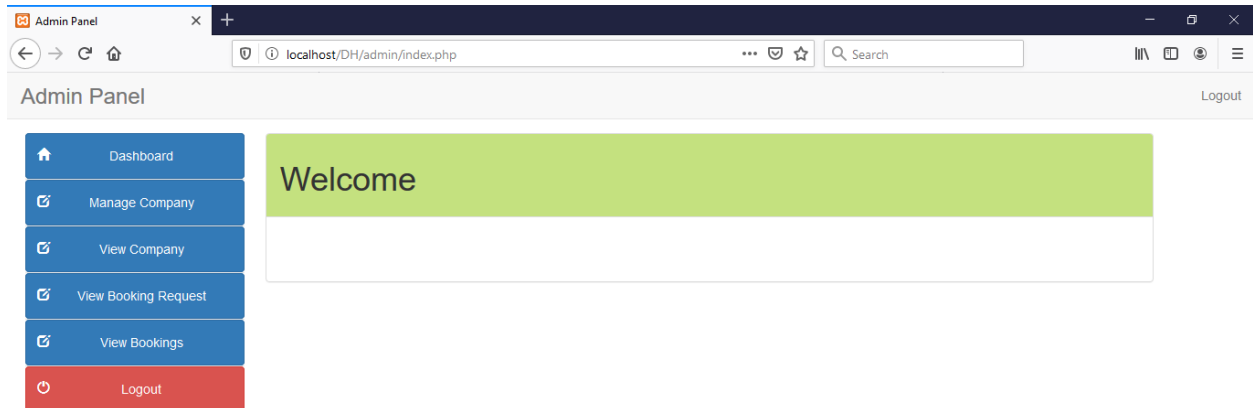 Admin Panel
localhost/DH/admin/index.php
Search
Admin Panel
Logout
Dashboard
Manage Company
View Company
View Booking Request
View Bookings
Logout
Welcome